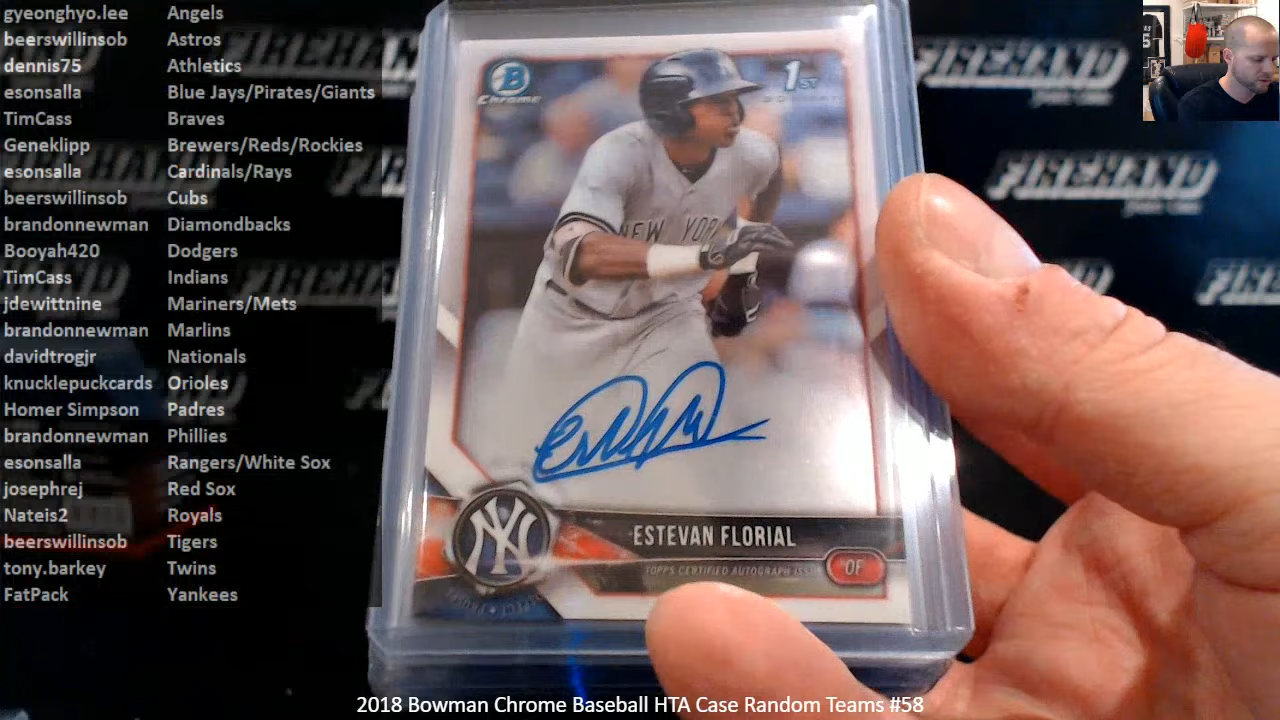 gyeonghyo.lee Angels
beerswillinsob Astros
dennis75 Athletics
esonsalla Blue Jays/Pirates/Giants
TimCass Braves
Geneklipp Brewers/Reds/Rockies
esonsalla Cardinals/Rays
beerswillinsob Cubs
brandonnewman Diamondbacks
Booyah420 Dodgers
TimCass Indians
jdewittnine Mariners/Mets
brandonnewman Marlins
davidtrogjr Nationals
knucklepuckcards Orioles
Homer Simpson Padres
brandonnewman Phillies
esonsalla Rangers/White Sox
josephrej Red Sox
Nateis2 Royals
beerswillinsob Tigers
tony.barkey Twins
FatPack Yankees
B
Chrome
1ST
NEW YORK
NY
ESTEVAN FLORIAL
TOPPS CERTIFIED AUTOGRAPH
OF
FIREHAND
FIREHAND
2018 Bowman Chrome Baseball HTA Case Random Teams #58